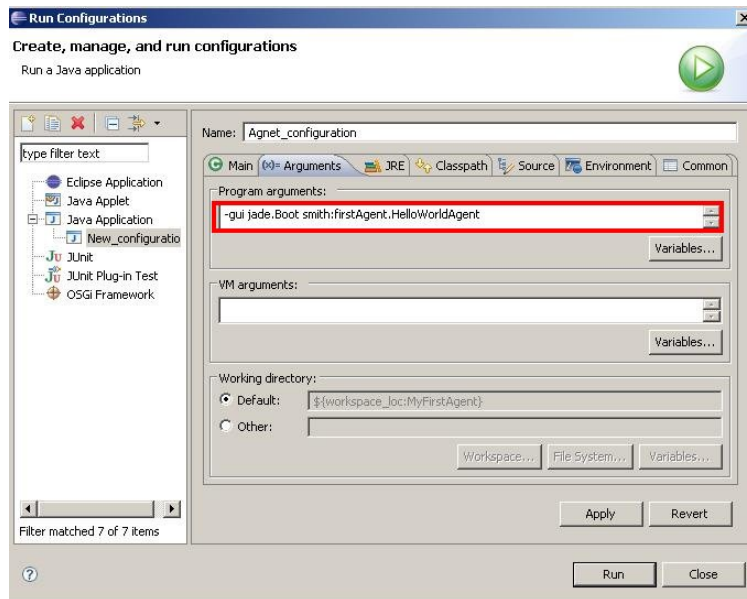 Run Configurations
Create, manage, and run configurations
Run a Java application
type filter text
Eclipse Application
Java Applet
Java Application
New_configuratio
JUnit
JUnit Plug-in Test
OSGi Framework
Filter matched 7 of 7 items
Name: Agnet_configuration
Main (x)= Arguments JRE Classpath Source Environment Common
Program arguments:
-gui jade.Boot smith:firstAgent.HelloWorldAgent
Variables...
VM arguments:
Variables...
Working directory:
Default: ${workspace_loc:MyFirstAgent}
Other:
Workspace... File System... Variables...
Apply Revert
Run Close